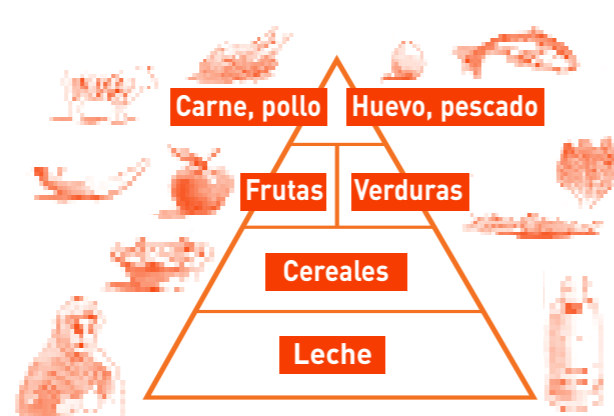 Carne, pollo
Huevo, pescado
Frutas
Verduras
Cereales
Leche